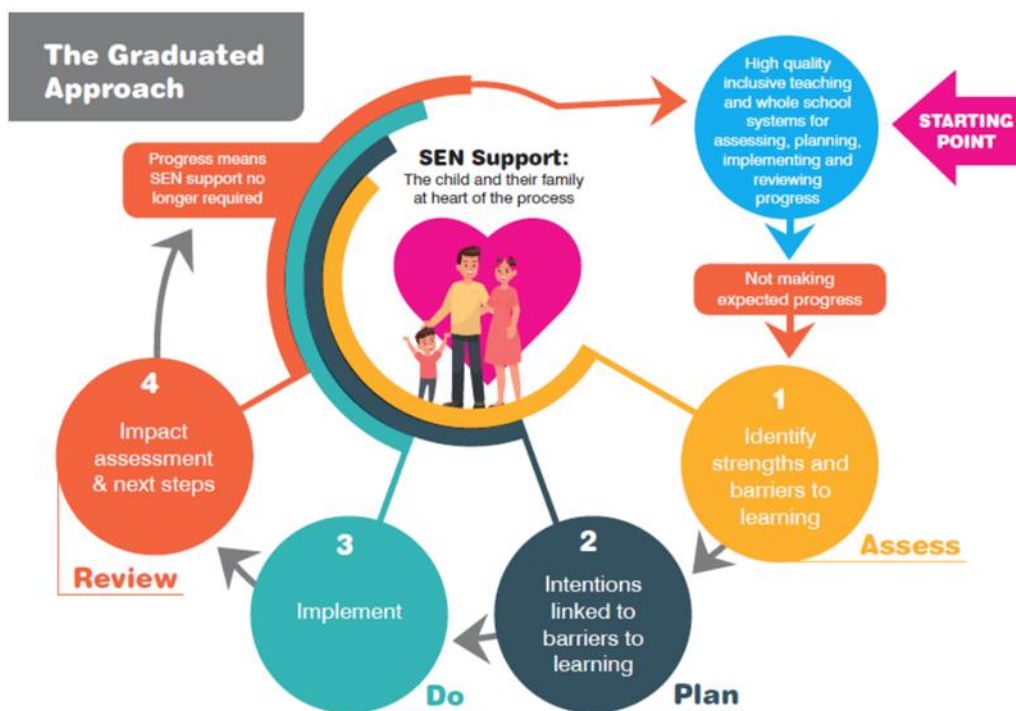 The Graduated
Approach
High quality
inclusive teaching
and whole school
systems for
assessing, planning,
implementing and
reviewing
progress
STARTING
POINT
Progress means
SEN support no
longer required
SEN Support:
The child and their family
at heart of the process
Not making
expected progress
1
Identify
strengths and
barriers to
learning
Assess
2
Intentions
linked to
barriers to
learning
Plan
3
Implement
Do
4
Impact
assessment
& next steps
Review